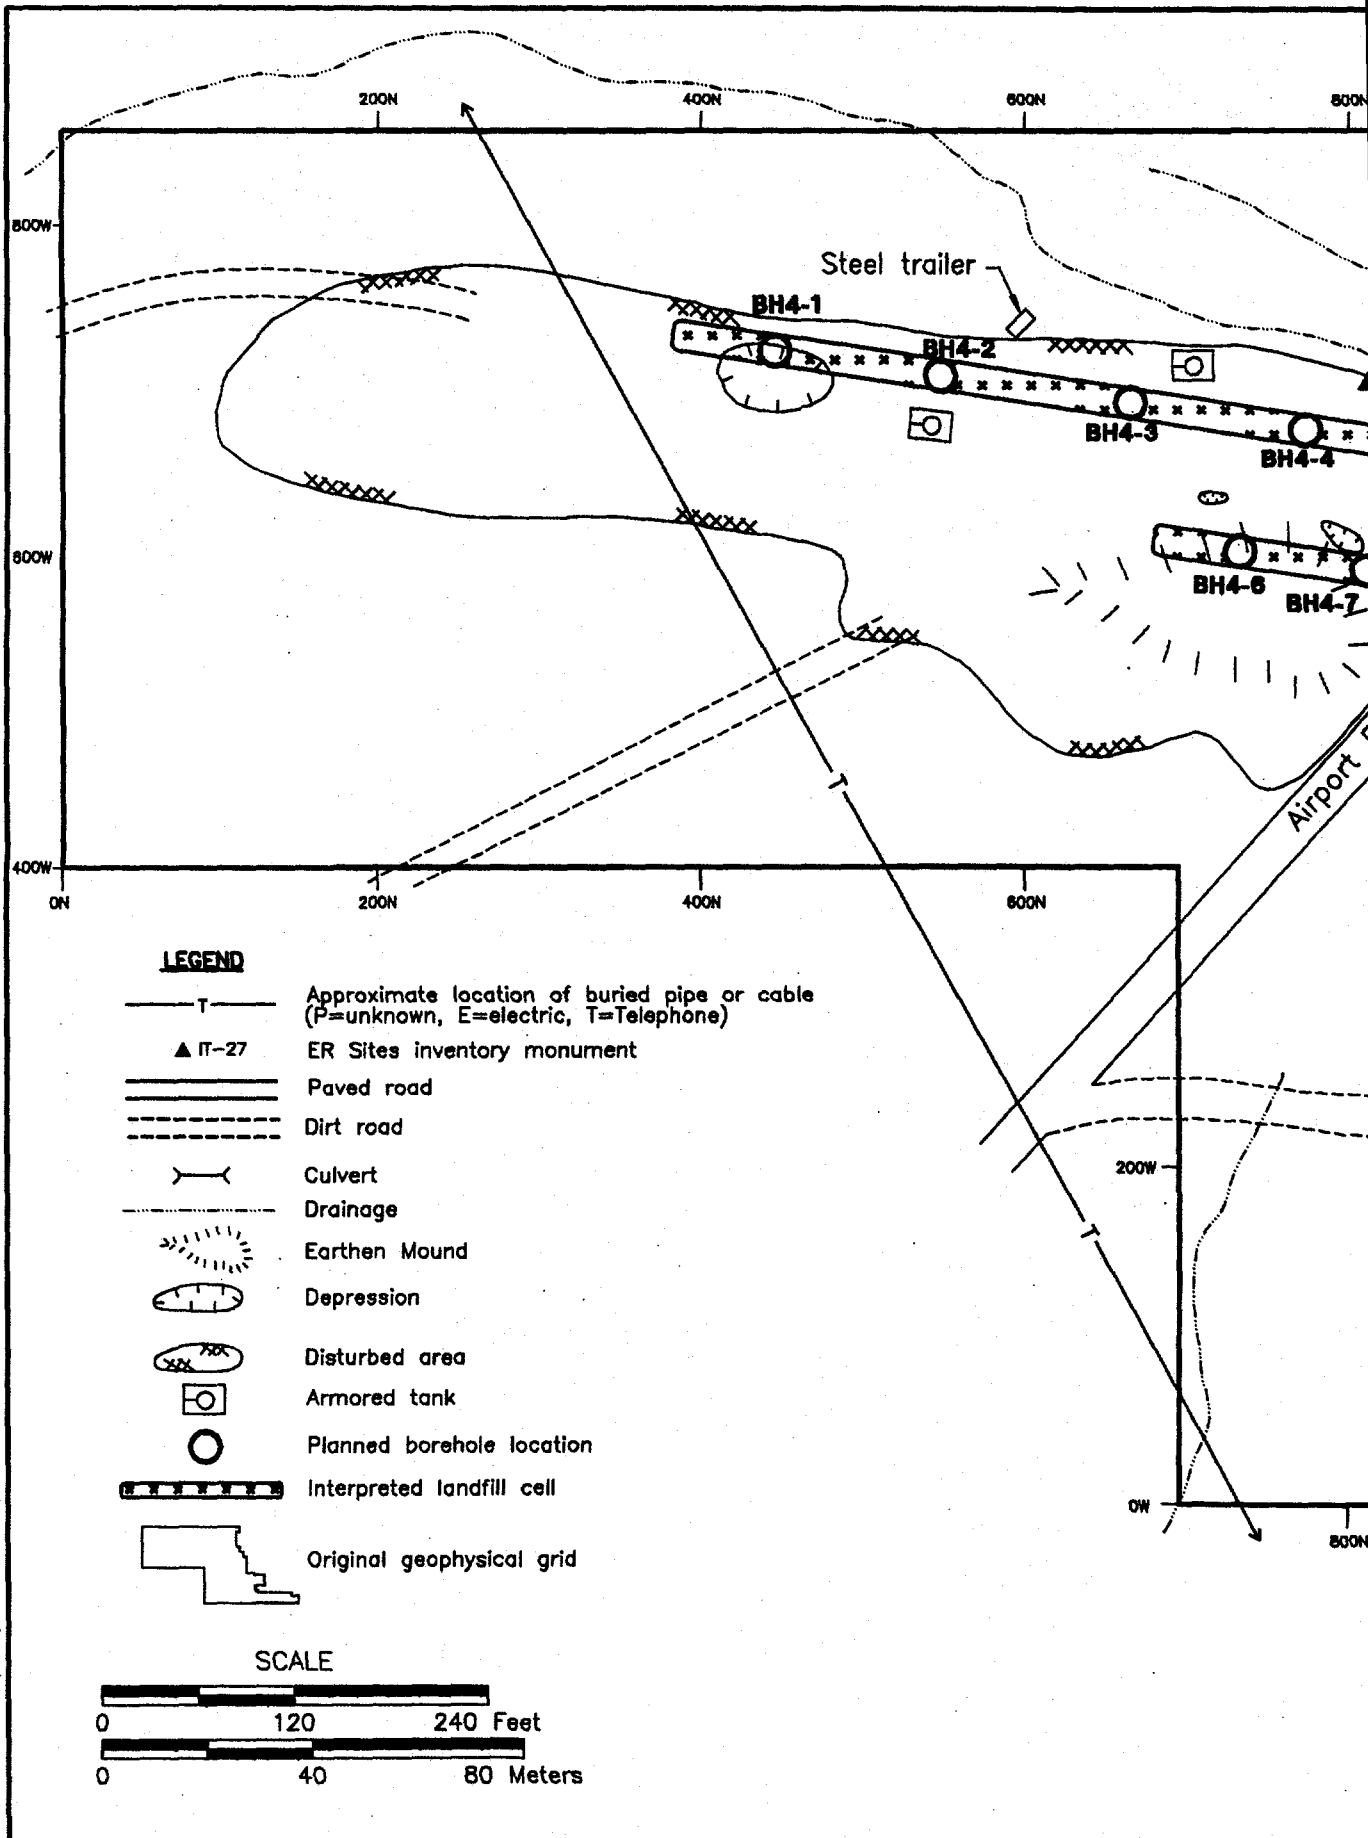 200N 400N 600N 800N
800W
Steel trailer
BH4-1
BH4-2
BH4-3
BH4-4
600W
BH4-6
BH4-7
T
Airport
400W
0N 200N 400N 600N
LEGEND
T Approximate location of buried pipe or cable
(P=unknown, E=electric, T=Telephone)
IT-27 ER Sites inventory monument
Paved road
Dirt road
200W
Culvert
Drainage
T
Earthen Mound
Depression
Disturbed area
Armored tank
Planned borehole location
Interpreted landfill cell
0W
800N
Original geophysical grid
SCALE
0 120 240 Feet
0 40 80 Meters